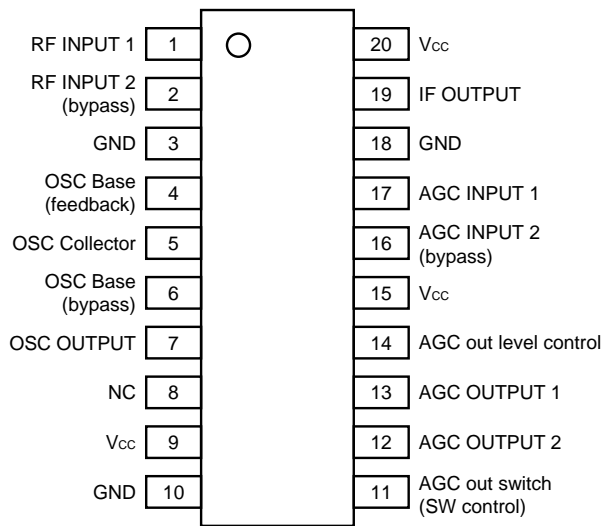 RF INPUT 1 1 20 Vcc
RF INPUT 2
(bypass) 2 19 IF OUTPUT
GND 3 18 GND
OSC Base
(feedback) 4 17 AGC INPUT 1
OSC Collector 5 16 AGC INPUT 2
(bypass)
OSC Base
(bypass) 6 15 Vcc
OSC OUTPUT 7 14 AGC out level control
NC 8 13 AGC OUTPUT 1
Vcc 9 12 AGC OUTPUT 2
GND 10 11 AGC out switch
(SW control)